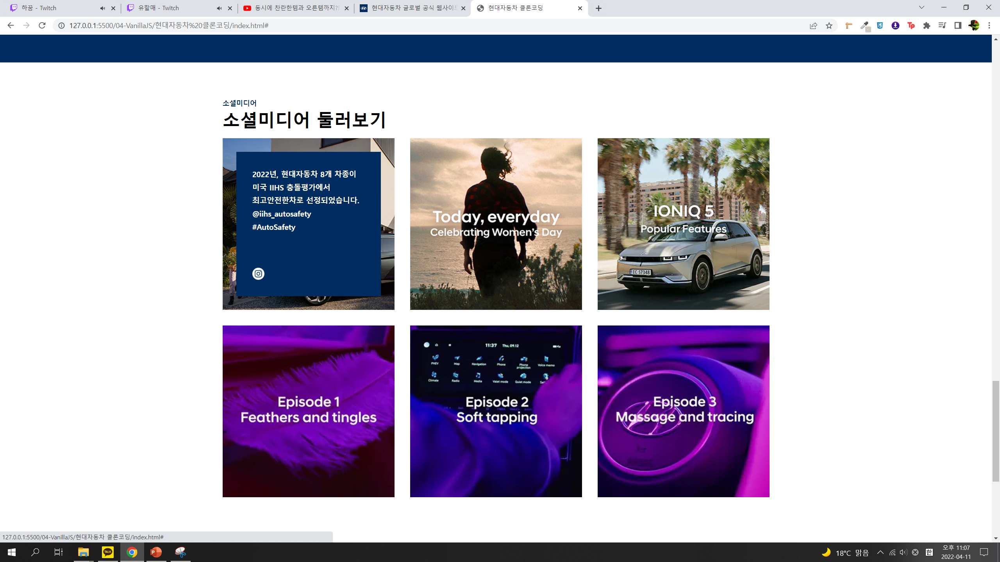 하꿈 - Twitch
유할매 - Twitch
동시에 찬란한템과 오른템까지?!
현대자동차 글로벌 공식 웹사이트
현대자동차 클론코딩
127.0.0.1:5500/04-VanillaJS/현대자동차%20클론코딩/index.html#
Tp
소셜미디어
소셜미디어 둘러보기
2022년, 현대자동차 8개 차종이
미국 IIHS 충돌평가에서
최고안전한차로 선정되었습니다.
@iihs_autosafety
#AutoSafety
Today, everyday
Celebrating Women's Day
IONIQ 5
Popular Features
EC 57348
Episode 1
Feathers and tingles
11:37 Thu, 09.12
PHEV Map Navigation Phone Phone projection Voice memo
Climate Radio Media Valet mode Quiet mode
Episode 2
Soft tapping
Episode 3
Massage and tracing
127.0.0.1:5500/04-VanillaJS/현대자동차 클론코딩/index.html#
TALK
P
18°C 맑음
한
오후 11:07
2022-04-11